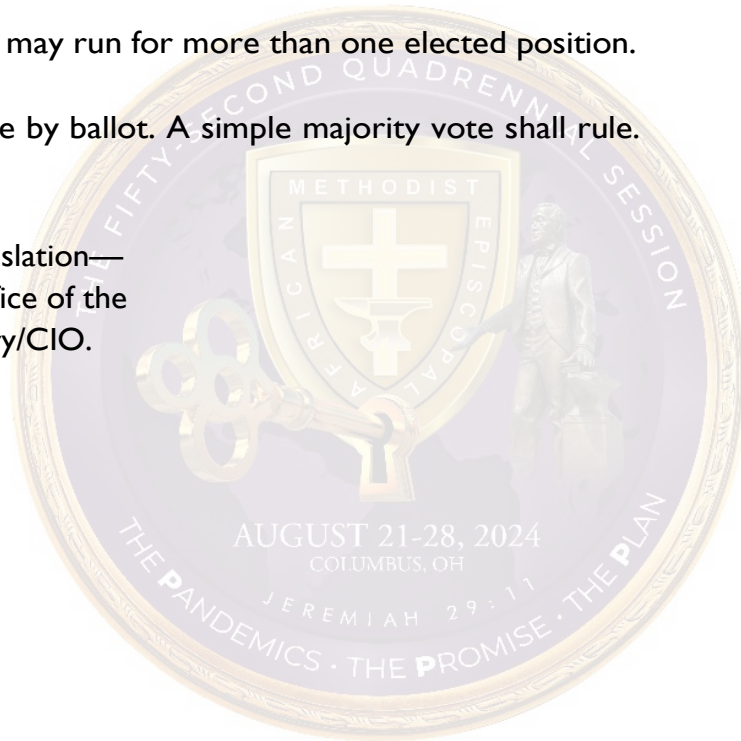 may run for more than one elected position.
e by ballot. A simple majority vote shall rule.
slation—
fice of the
ry/CIO.
THE FIFTY-SECOND QUADRENNIAL SESSION
AFRICAN METHODIST EPISCOPAL
AUGUST 21-28, 2024
COLUMBUS, OH
JEREMIAH 29:11
THE PANDEMICS · THE PROMISE · THE PLAN